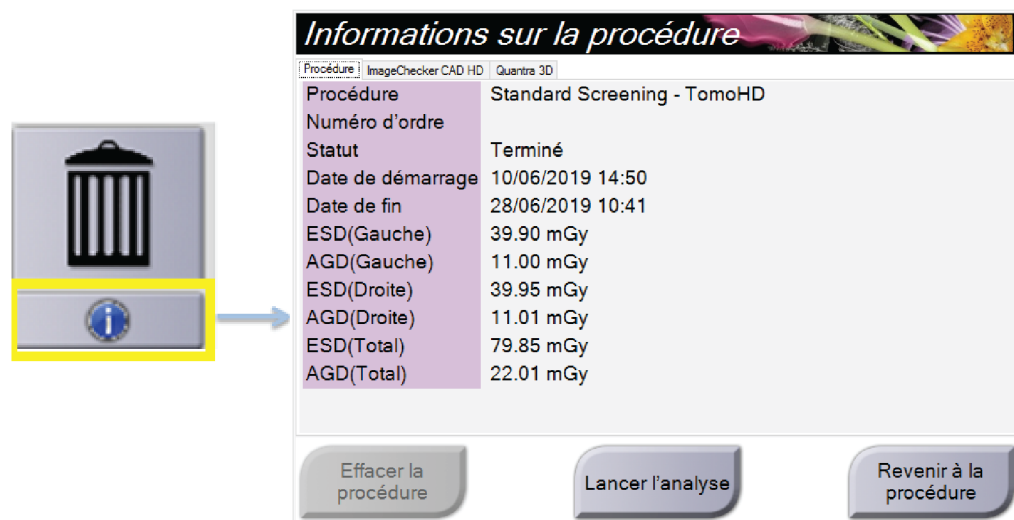 Informations sur la procédure
Procédure ImageChecker CAD HD Quantra 3D
Procédure Standard Screening - TomoHD
Numéro d'ordre
Statut Terminé
Date de démarrage 10/06/2019 14:50
Date de fin 28/06/2019 10:41
ESD(Gauche) 39.90 mGy
AGD(Gauche) 11.00 mGy
ESD(Droite) 39.95 mGy
AGD(Droite) 11.01 mGy
ESD(Total) 79.85 mGy
AGD(Total) 22.01 mGy
Effacer la
procédure
Lancer l'analyse
Revenir à la
procédure